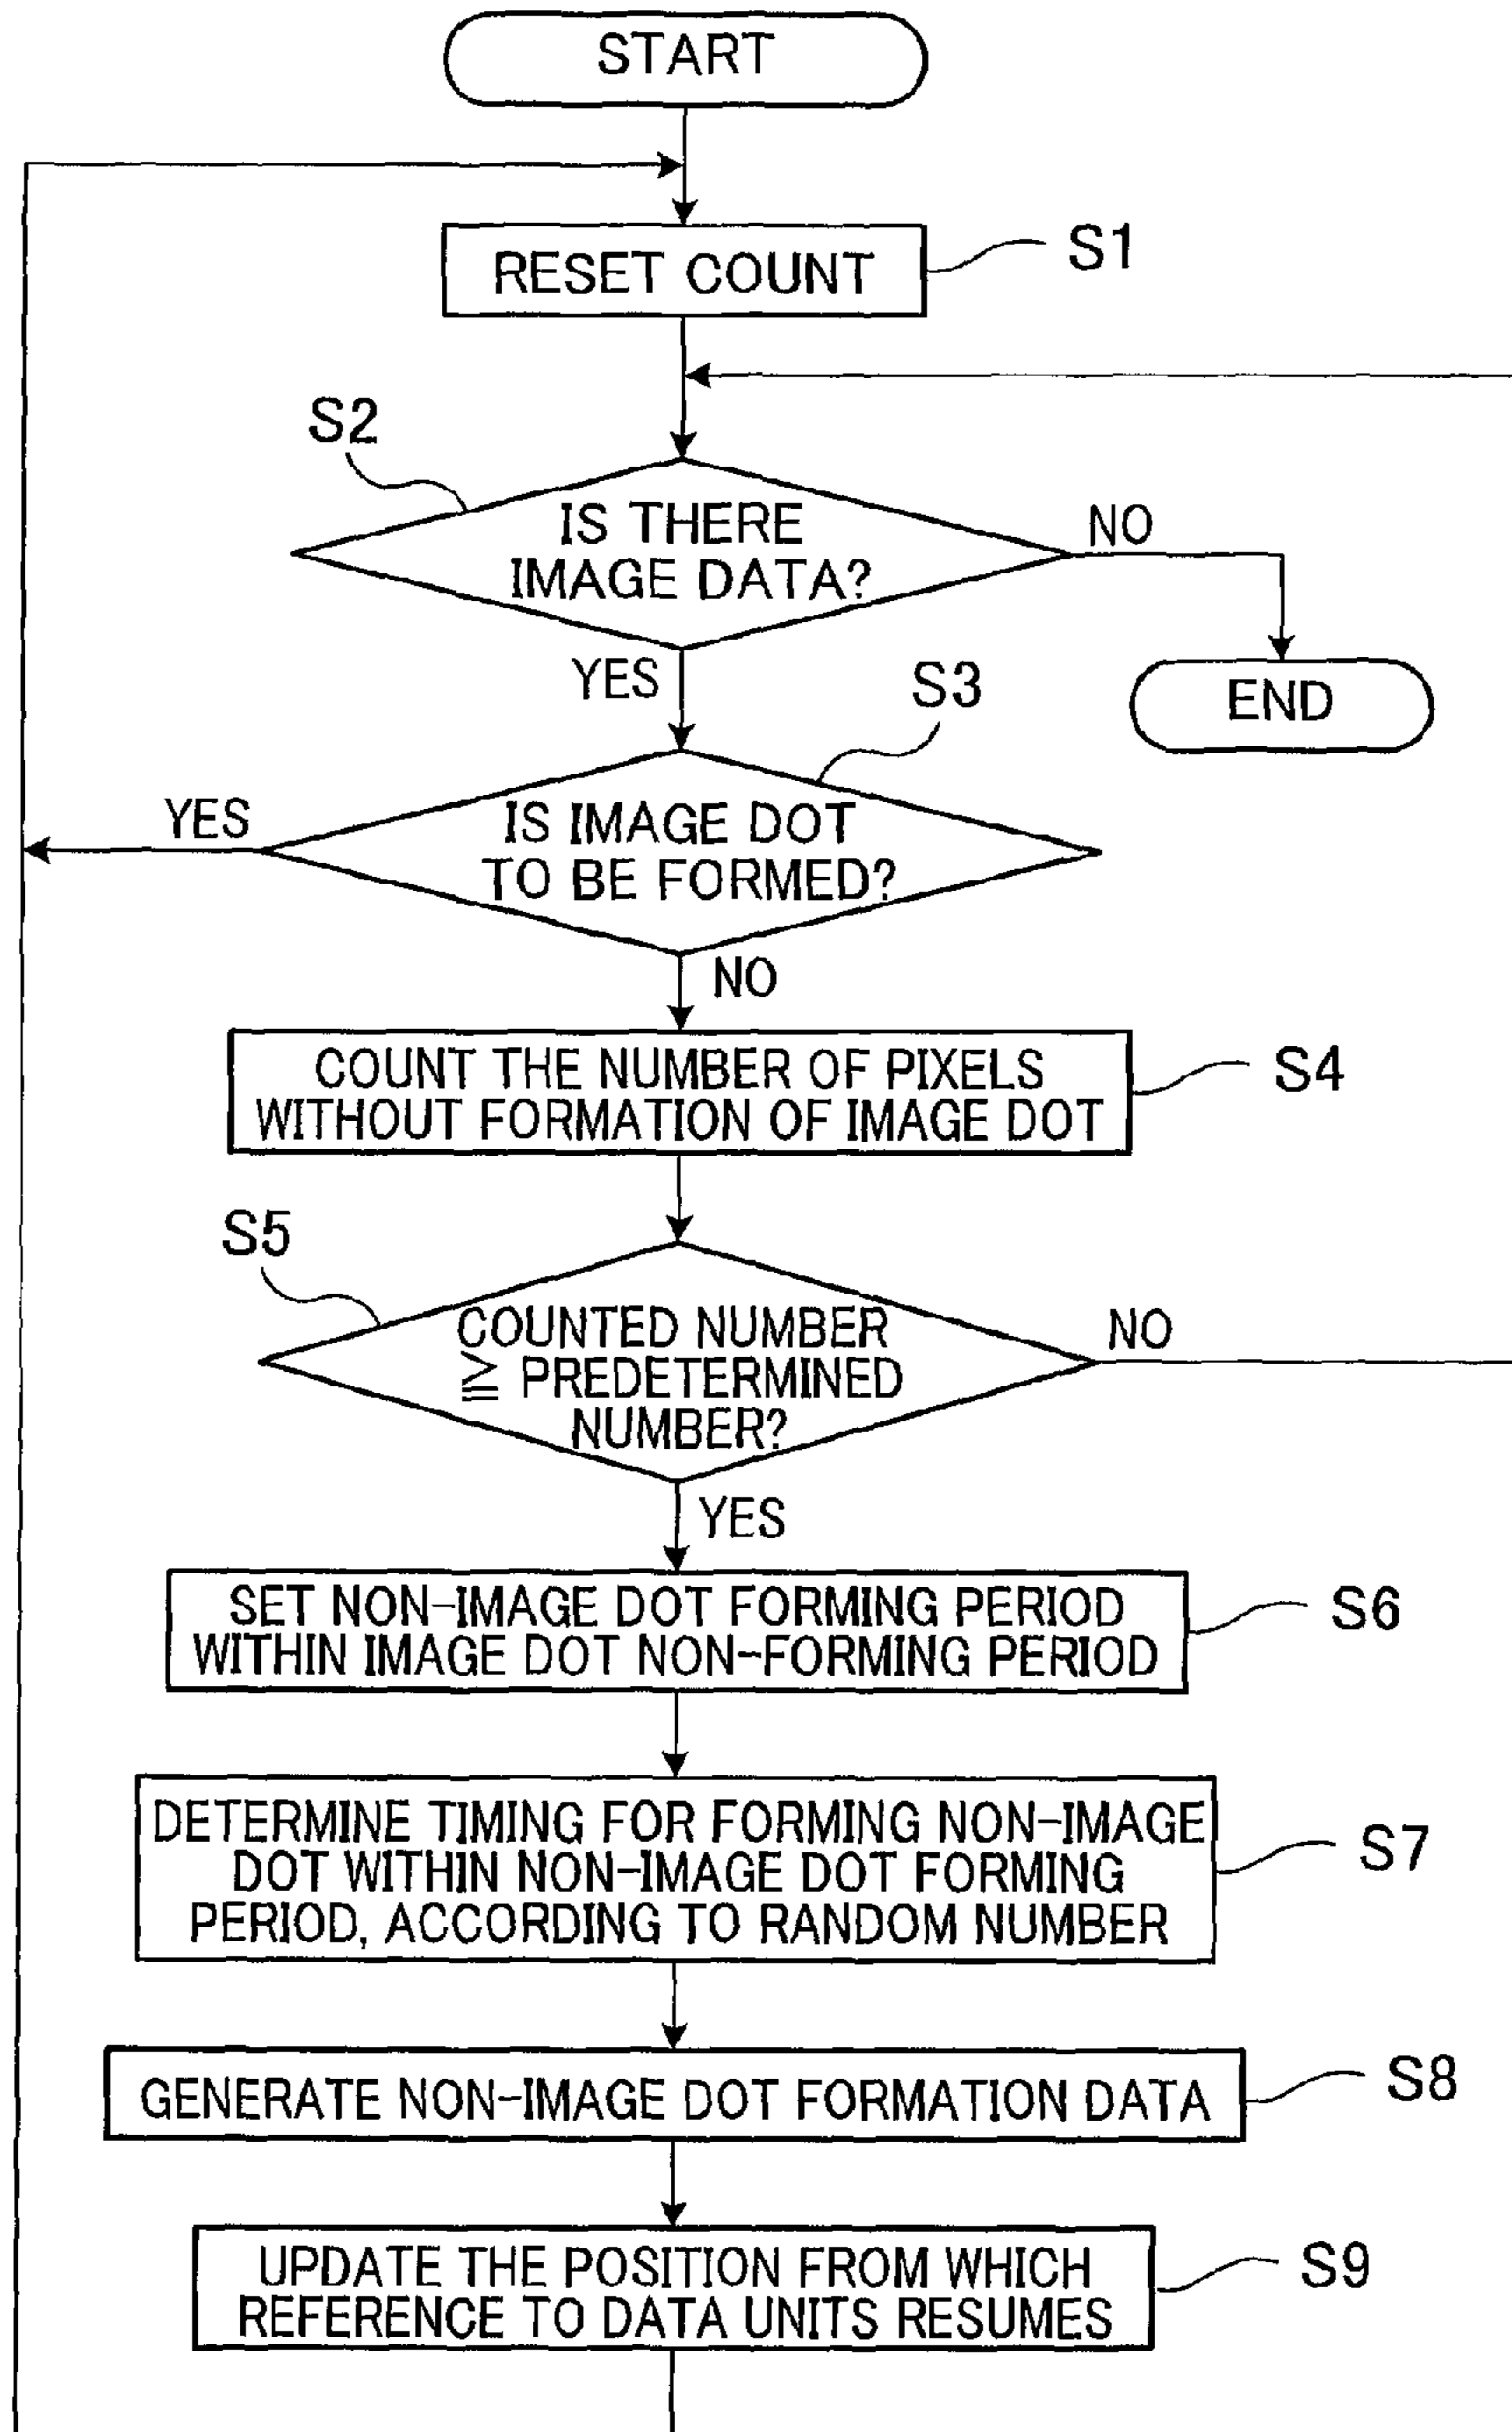 START
RESET COUNT
S1
S2
IS THERE
IMAGE DATA?
NO
YES
END
S3
IS IMAGE DOT
TO BE FORMED?
YES
NO
COUNT THE NUMBER OF PIXELS
WITHOUT FORMATION OF IMAGE DOT
S4
S5
COUNTED NUMBER
≧ PREDETERMINED
NUMBER?
NO
YES
SET NON-IMAGE DOT FORMING PERIOD
WITHIN IMAGE DOT NON-FORMING PERIOD
S6
DETERMINE TIMING FOR FORMING NON-IMAGE
DOT WITHIN NON-IMAGE DOT FORMING
PERIOD, ACCORDING TO RANDOM NUMBER
S7
GENERATE NON-IMAGE DOT FORMATION DATA
S8
UPDATE THE POSITION FROM WHICH
REFERENCE TO DATA UNITS RESUMES
S9